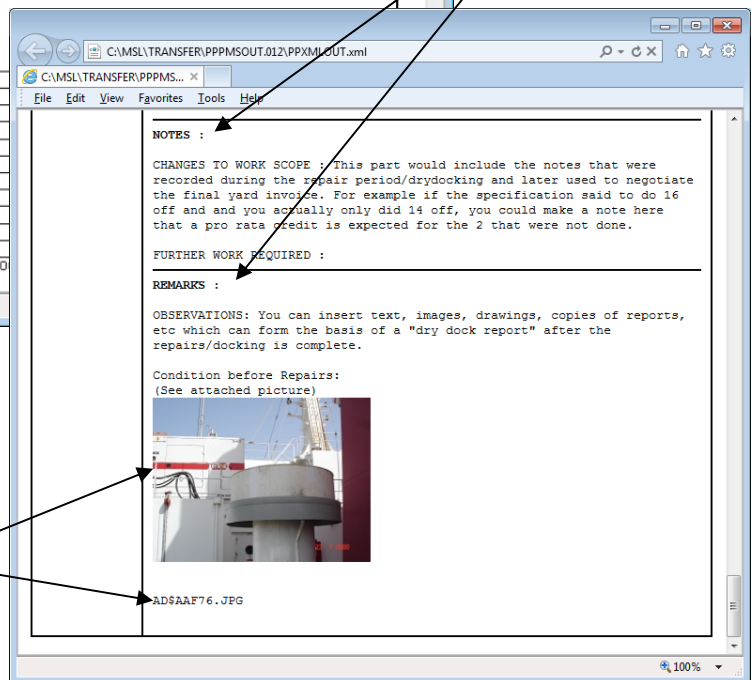 C:\MSL\TRANSFER\PPPMSOUT.012\PPXMLOUT.xml
C:\MSL\TRANSFER\PPPMS...
File Edit View Favorites Tools Help
NOTES :
CHANGES TO WORK SCOPE : This part would include the notes that were
recorded during the repair period/drydocking and later used to negotiate
the final yard invoice. For example if the specification said to do 16
off and and you actually only did 14 off, you could make a note here
that a pro rata credit is expected for the 2 that were not done.
FURTHER WORK REQUIRED :
REMARKS :
OBSERVATIONS: You can insert text, images, drawings, copies of reports,
etc which can form the basis of a "dry dock report" after the
repairs/docking is complete.
Condition before Repairs:
(See attached picture)
AD$AAF76.JPG
100%